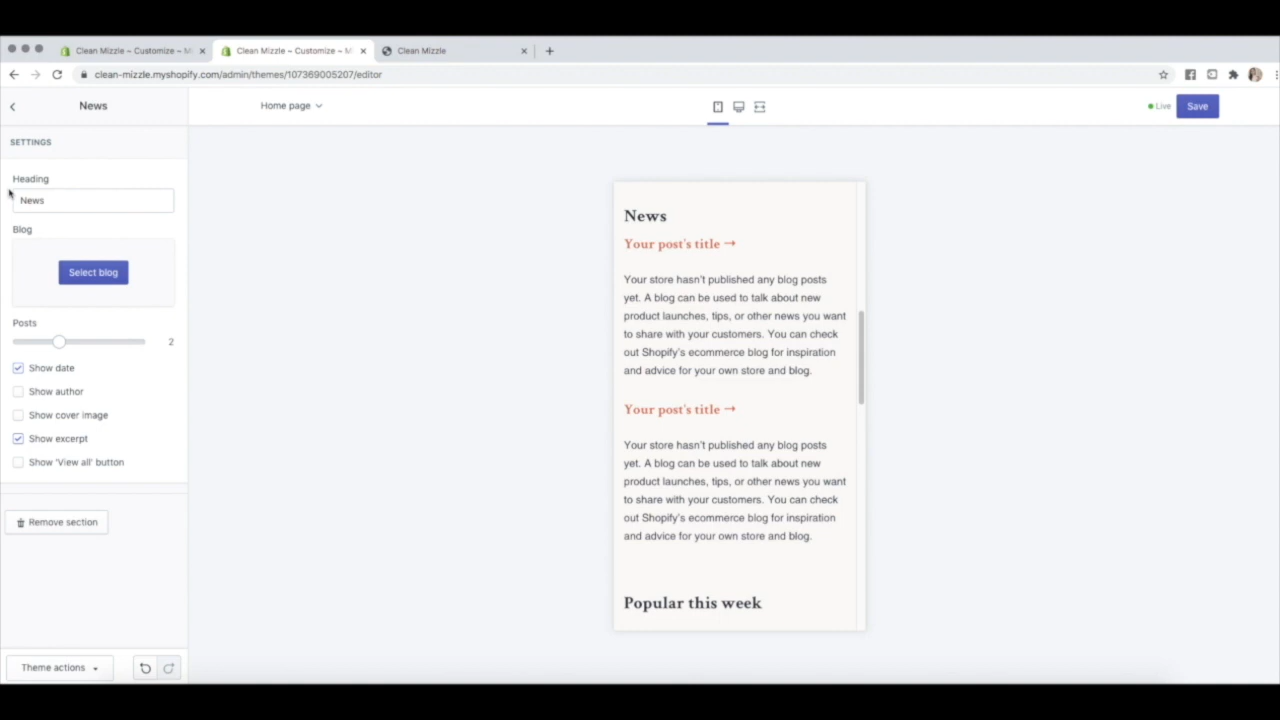 Clean Mizzle ~ Customize ~ M
Clean Mizzle ~ Customize ~ M
Clean Mizzle
clean-mizzle.myshopify.com/admin/themes/107369005207/editor
News
Home page
Live
Save
SETTINGS
Heading
News
Blog
Select blog
Posts
2
Show date
Show author
Show cover image
Show excerpt
Show 'View all' button
Remove section
Theme actions
News
Your post's title →
Your store hasn't published any blog posts
yet. A blog can be used to talk about new
product launches, tips, or other news you want
to share with your customers. You can check
out Shopify's ecommerce blog for inspiration
and advice for your own store and blog.
Your post's title →
Your store hasn't published any blog posts
yet. A blog can be used to talk about new
product launches, tips, or other news you want
to share with your customers. You can check
out Shopify's ecommerce blog for inspiration
and advice for your own store and blog.
Popular this week